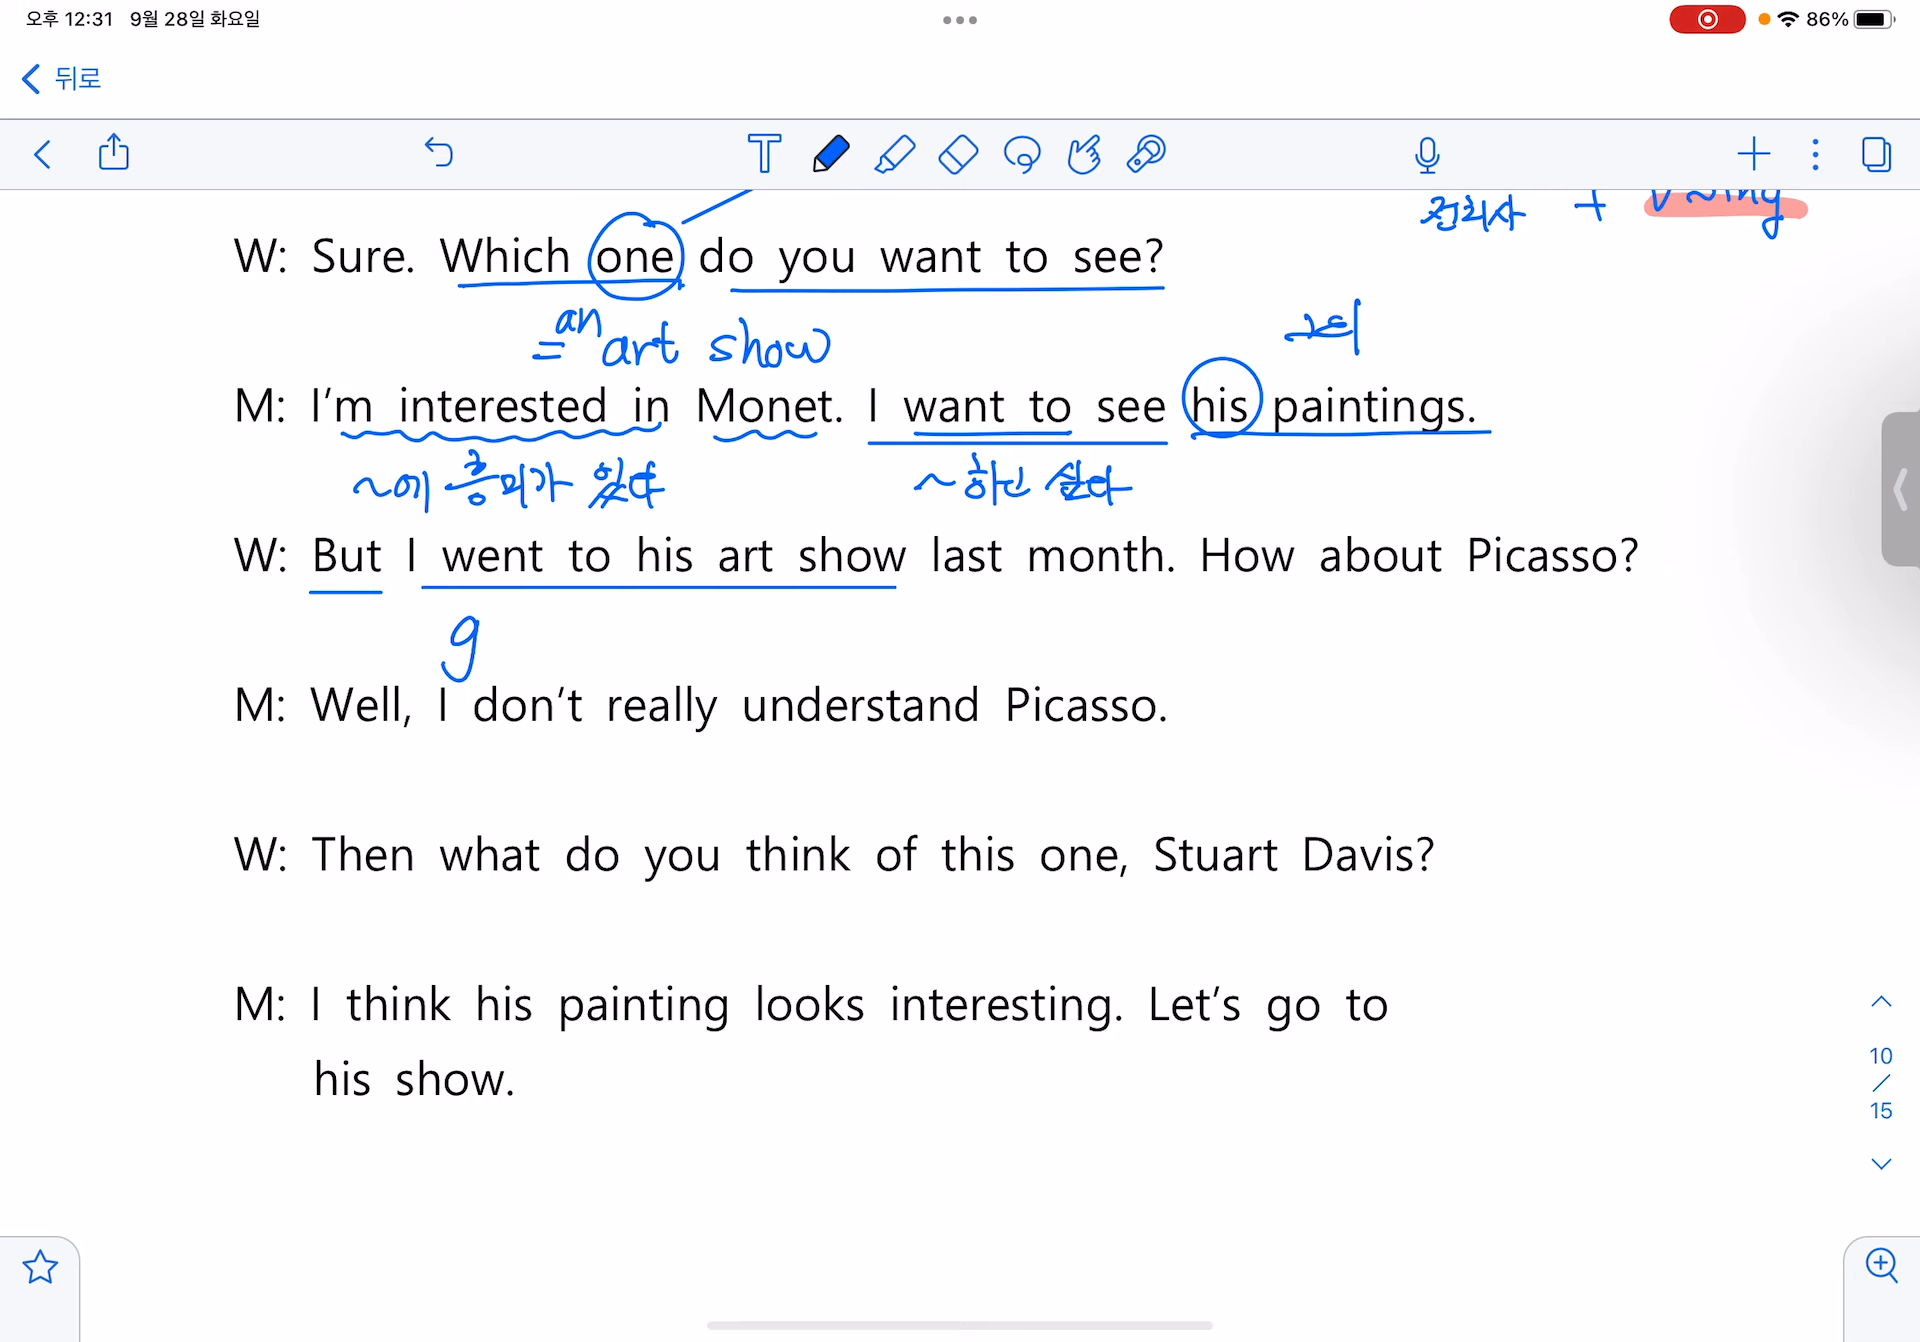 오후 12:31 9월 28일 화요일
86%
뒤로
전치사 + V~ing
W: Sure. Which one do you want to see?
= an art show
그의
M: I'm interested in Monet. I want to see his paintings.
~에 흥미가 있다 ~하고 싶다
W: But I went to his art show last month. How about Picasso?
g
M: Well, I don't really understand Picasso.
W: Then what do you think of this one, Stuart Davis?
M: I think his painting looks interesting. Let's go to
his show.
10
/
15